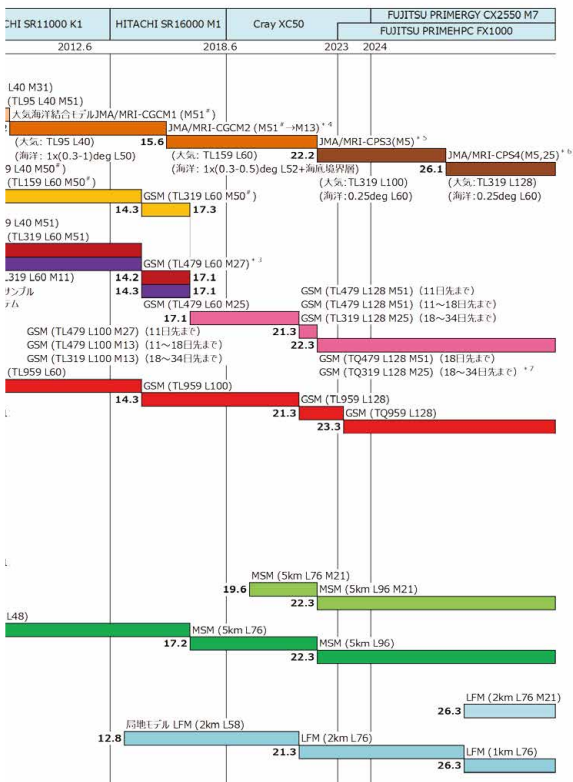 FUJITSU PRIMERGY CX2550 M7
CHI SR11000 K1
HITACHI SR16000 M1
Cray XC50
FUJITSU PRIMEHPC FX1000
2012.6
2018.6
2023
2024
L40 M31)
(TL95 L40 M51)
大気海洋結合モデルJMA/MRI-CGCM1 (M51#)
JMA/MRI-CGCM2 (M51#→M13)*4
(大気: TL95 L40)
15.6
JMA/MRI-CPS3(M5)*5
(海洋: 1x(0.3-1)deg L50)
(大気: TL159 L60)
22.2
JMA/MRI-CPS4(M5,25)*6
9 L40 M50#)
(海洋: 1x(0.3-0.5)deg L52+海底境界層)
26.1
(TL159 L60 M50#)
(大気:TL319 L100)
(大気:TL319 L128)
GSM (TL319 L60 M50#)
(海洋:0.25deg L60)
(海洋:0.25deg L60)
14.3
17.3
9 L40 M51)
(TL319 L60 M51)
GSM (TL479 L60 M27)*3
L319 L60 M11)
14.2
17.1
サンプル
14.3
17.1
GSM (TL479 L128 M51) (11日先まで)
テム
GSM (TL479 L60 M25)
GSM (TL479 L128 M51) (11～18日先まで)
17.1
GSM (TL319 L128 M25) (18～34日先まで)
GSM (TL479 L100 M27) (11日先まで)
21.3
GSM (TL479 L100 M13) (11～18日先まで)
22.3
GSM (TL319 L100 M13) (18～34日先まで)
GSM (TQ479 L128 M51) (18日先まで)
GSM (TQ319 L128 M25) (18～34日先まで)*7
(TL959 L60)
GSM (TL959 L100)
14.3
GSM (TL959 L128)
21.3
GSM (TQ959 L128)
23.3
MSM (5km L76 M21)
19.6
MSM (5km L96 M21)
22.3
L48)
MSM (5km L76)
17.2
MSM (5km L96)
22.3
LFM (2km L76 M21)
26.3
局地モデル LFM (2km L58)
12.8
LFM (2km L76)
21.3
LFM (1km L76)
26.3